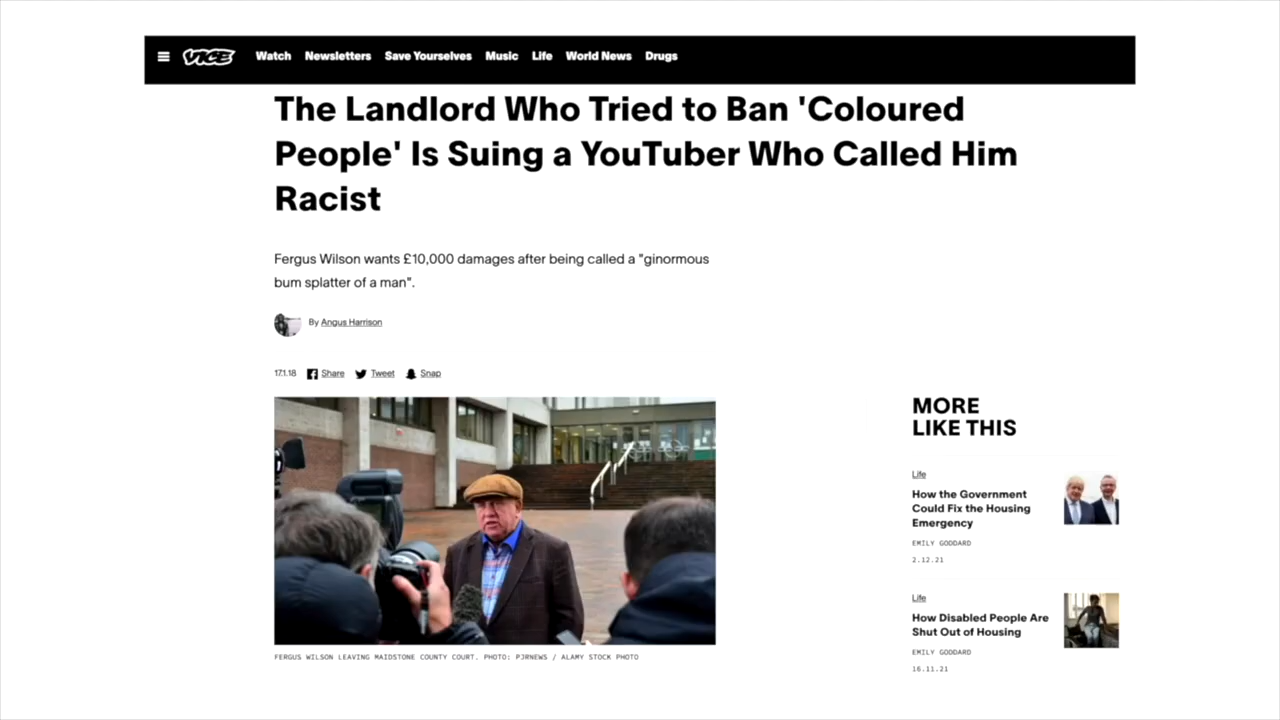 VICE Watch Newsletters Save Yourselves Music Life World News Drugs
The Landlord Who Tried to Ban 'Coloured
People' Is Suing a YouTuber Who Called Him
Racist
Fergus Wilson wants £10,000 damages after being called a "ginormous
bum splatter of a man".
By Angus Harrison
17.1.18 Share Tweet Snap
FERGUS WILSON LEAVING MAIDSTONE COUNTY COURT. PHOTO: PJRNEWS / ALAMY STOCK PHOTO
MORE
LIKE THIS
Life
How the Government
Could Fix the Housing
Emergency
EMILY GODDARD
2.12.21
Life
How Disabled People Are
Shut Out of Housing
EMILY GODDARD
16.11.21